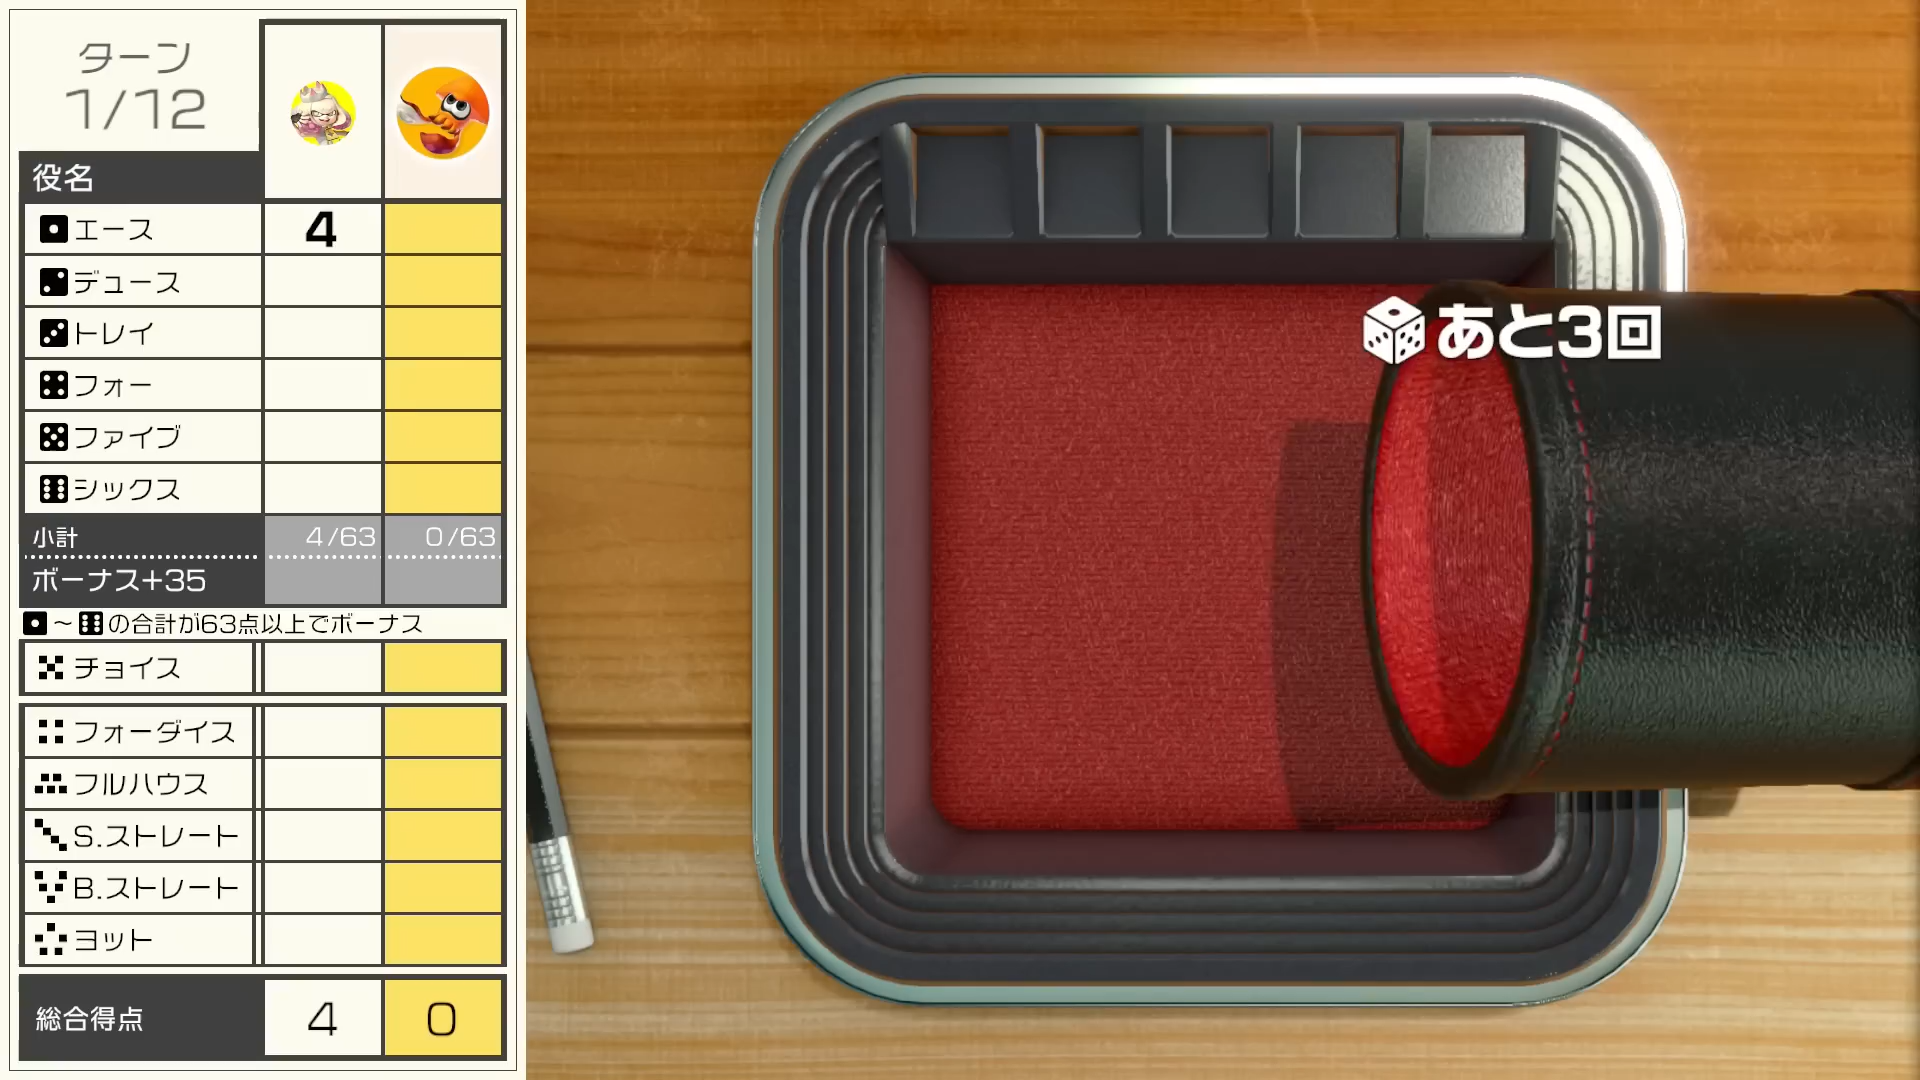 ターン
1/12
役名
エース 4
デュース
トレイ
フォー
ファイブ
シックス
小計 4/63 0/63
ボーナス+35
～の合計が63点以上でボーナス
チョイス
フォーダイス
フルハウス
S.ストレート
B.ストレート
ヨット
総合得点 4 0
あと3回